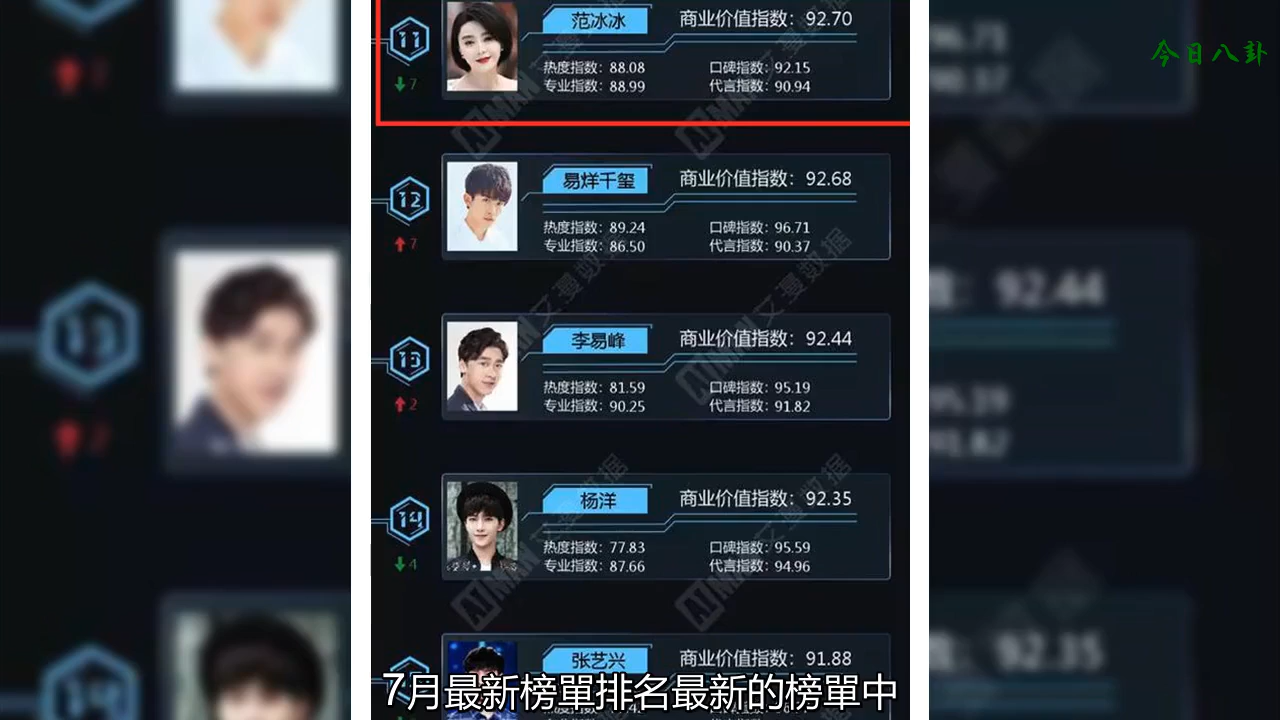 今日八卦
11
范冰冰
商业价值指数：92.70
热度指数：88.08
口碑指数：92.15
7
专业指数：88.99
代言指数：90.94
12
易烊千玺
商业价值指数：92.68
热度指数：89.24
口碑指数：96.71
7
专业指数：86.50
代言指数：90.37
13
李易峰
商业价值指数：92.44
热度指数：81.59
口碑指数：95.19
2
专业指数：90.25
代言指数：91.82
14
杨洋
商业价值指数：92.35
热度指数：77.83
口碑指数：95.59
4
专业指数：87.66
代言指数：94.96
张艺兴
商业价值指数：91.88
7月最新榜單排名最新的榜單中
艾曼数据